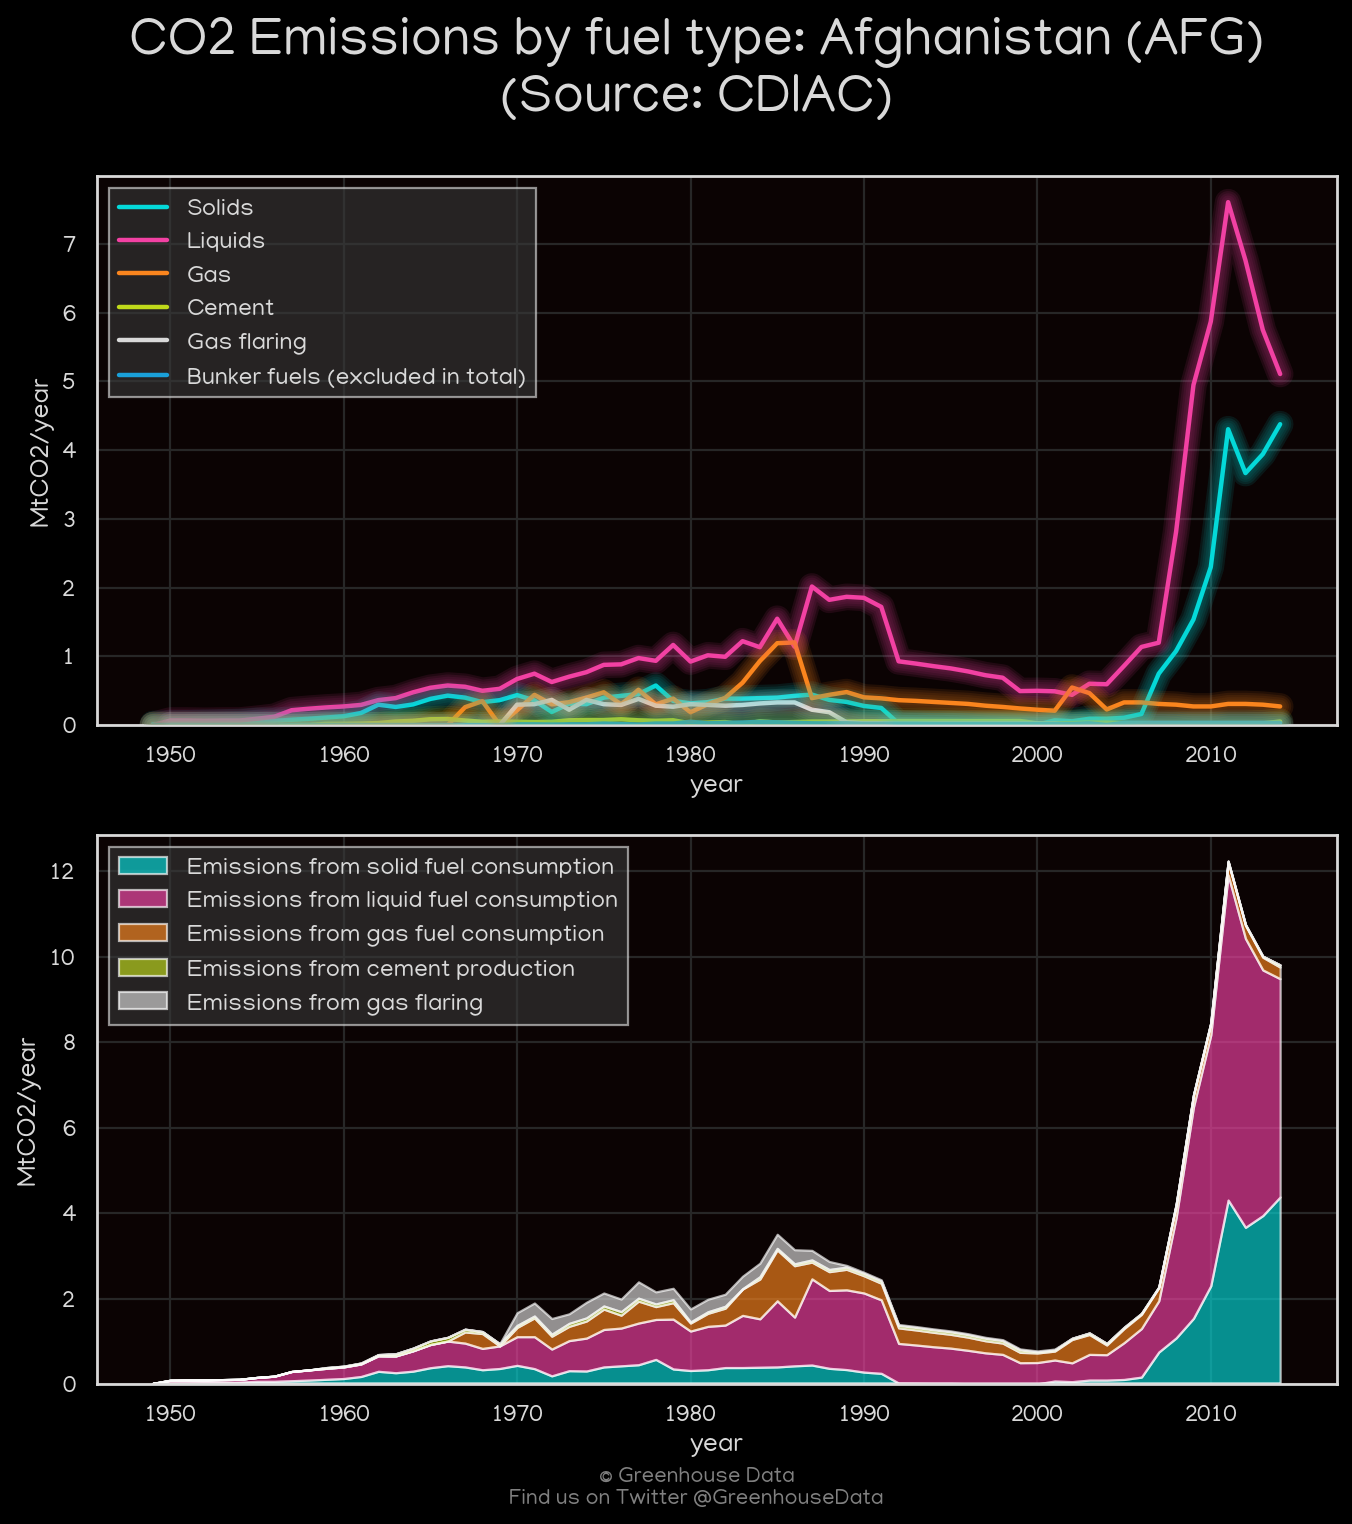 CO2 Emissions by fuel type: Afghanistan (AFG)
(Source: CDIAC)
Solids
Liquids
Gas
Cement
Gas flaring
Bunker fuels (excluded in total)
MtCO2/year
7
6
5
4
3
2
1
0
1950 1960 1970 1980 1990 2000 2010
year
Emissions from solid fuel consumption
Emissions from liquid fuel consumption
Emissions from gas fuel consumption
Emissions from cement production
Emissions from gas flaring
MtCO2/year
12
10
8
6
4
2
0
1950 1960 1970 1980 1990 2000 2010
year
© Greenhouse Data
Find us on Twitter @GreenhouseData